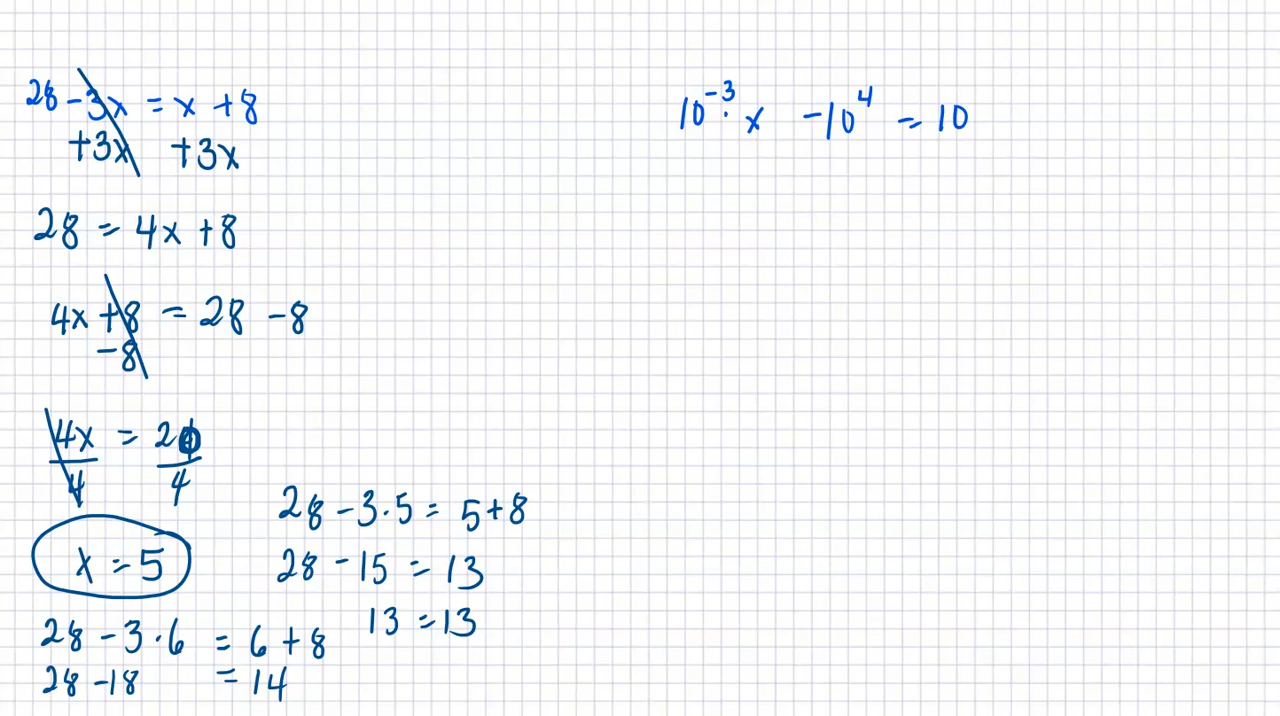 28 - 3x = x + 8
+3x +3x
28 = 4x + 8
4x + 8 = 28 - 8
-8
4x = 20
4 4
x = 5
28 - 3 · 6 = 6 + 8
28 - 18 = 14
28 - 3 · 5 = 5 + 8
28 - 15 = 13
13 = 13
10⁻³ · x - 10⁴ = 10